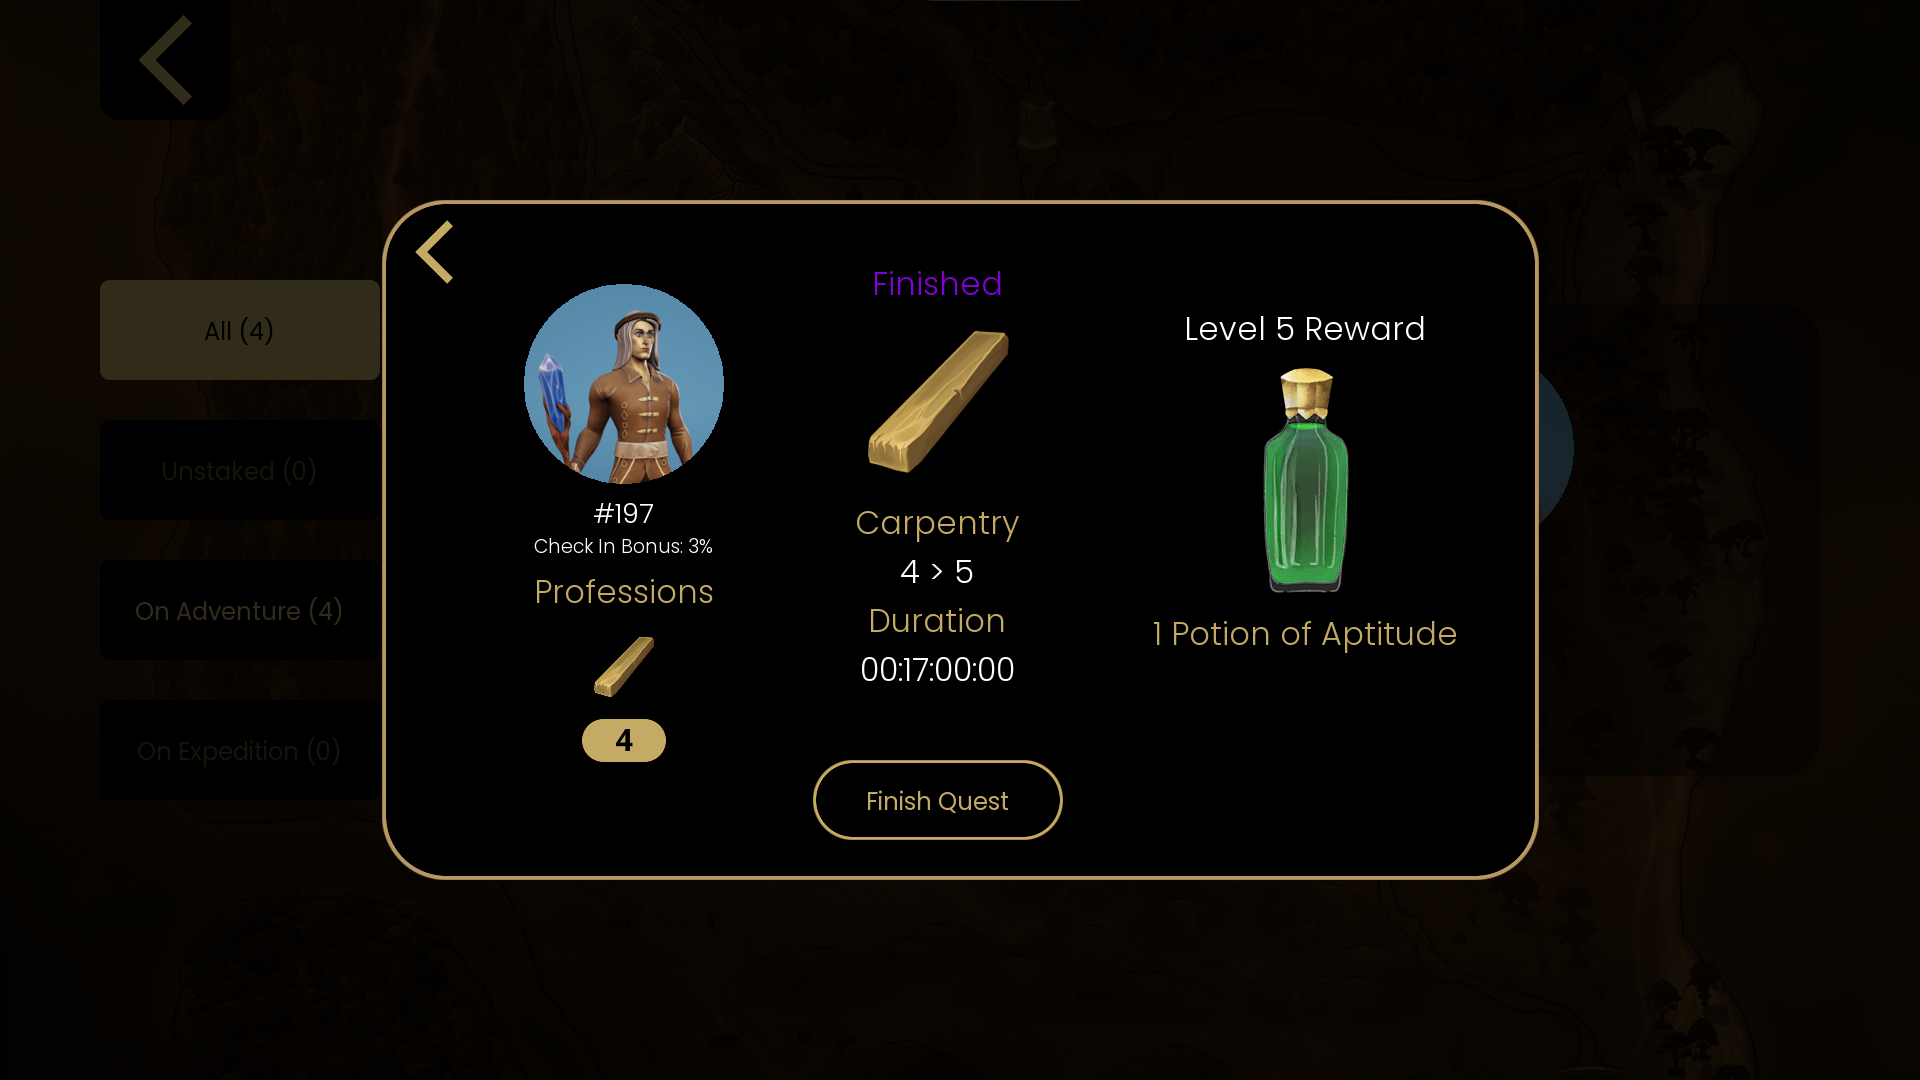 All (4)
Unstaked (0)
On Adventure (4)
On Expedition (0)
#197
Check In Bonus: 3%
Professions
4
Finished
Carpentry
4 > 5
Duration
00:17:00:00
Finish Quest
Level 5 Reward
1 Potion of Aptitude